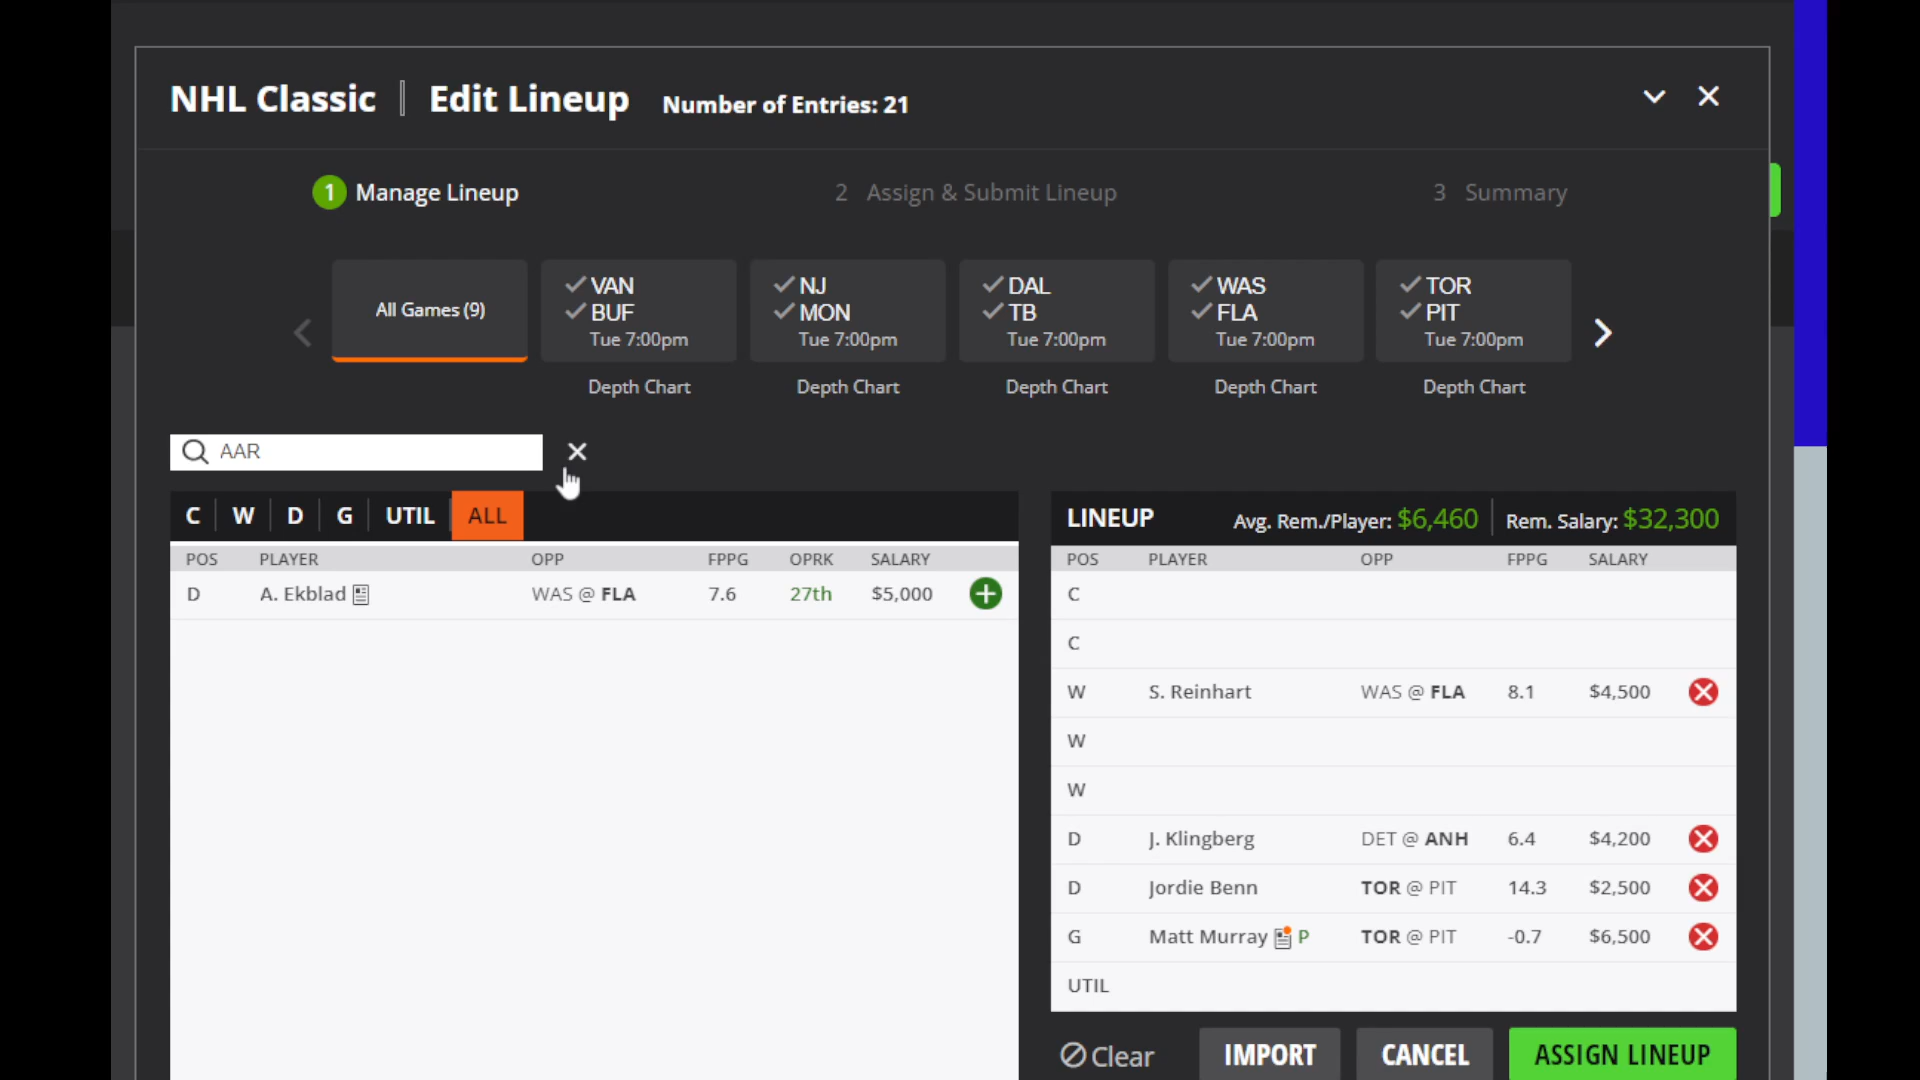 NHL Classic | Edit Lineup Number of Entries: 21
1 Manage Lineup 2 Assign & Submit Lineup 3 Summary
All Games (9)
VAN
BUF
Tue 7:00pm
Depth Chart
NJ
MON
Tue 7:00pm
Depth Chart
DAL
TB
Tue 7:00pm
Depth Chart
WAS
FLA
Tue 7:00pm
Depth Chart
TOR
PIT
Tue 7:00pm
Depth Chart
AAR
C W D G UTIL ALL
POS PLAYER OPP FPPG OPRK SALARY
D A. Ekblad WAS @ FLA 7.6 27th $5,000
LINEUP Avg. Rem./Player: $6,460 Rem. Salary: $32,300
POS PLAYER OPP FPPG SALARY
C
C
W S. Reinhart WAS @ FLA 8.1 $4,500
W
W
D J. Klingberg DET @ ANH 6.4 $4,200
D Jordie Benn TOR @ PIT 14.3 $2,500
G Matt Murray P TOR @ PIT -0.7 $6,500
UTIL
Clear IMPORT CANCEL ASSIGN LINEUP